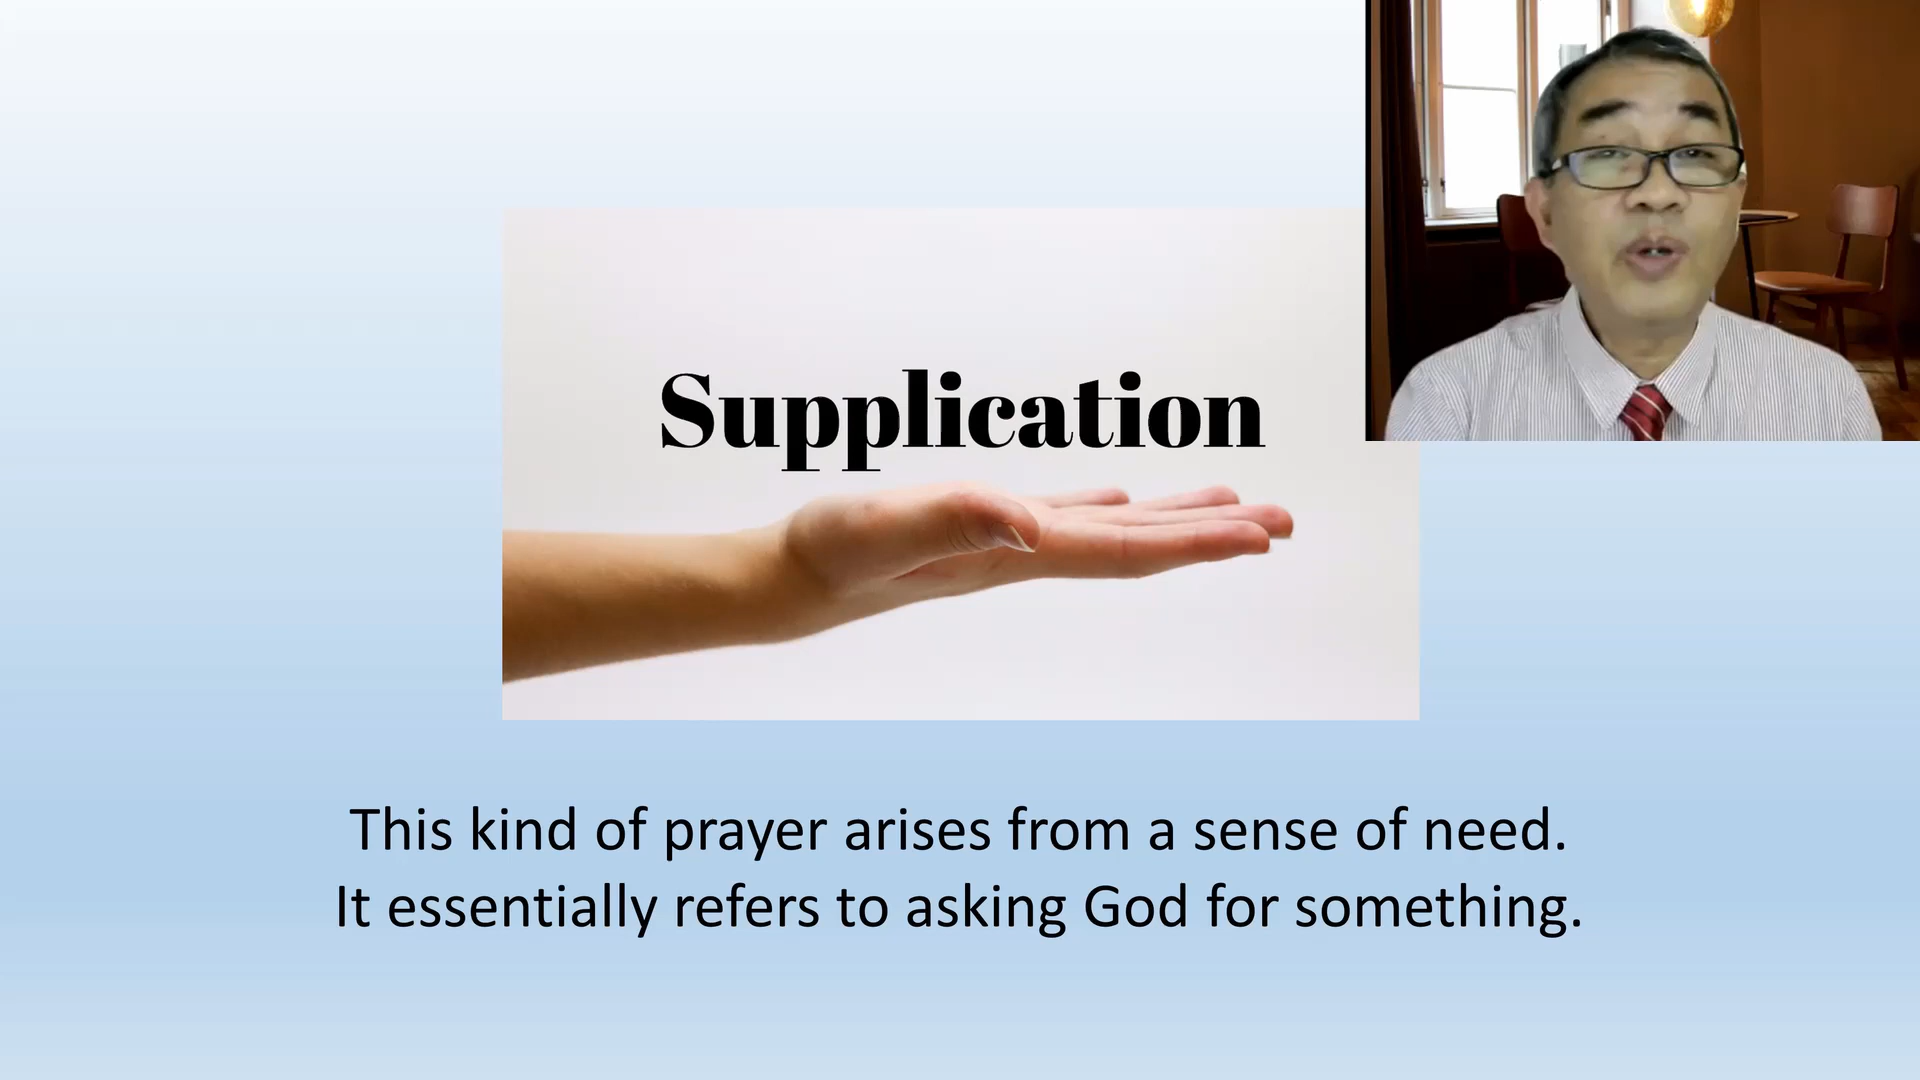 Supplication
This kind of prayer arises from a sense of need.
It essentially refers to asking God for something.